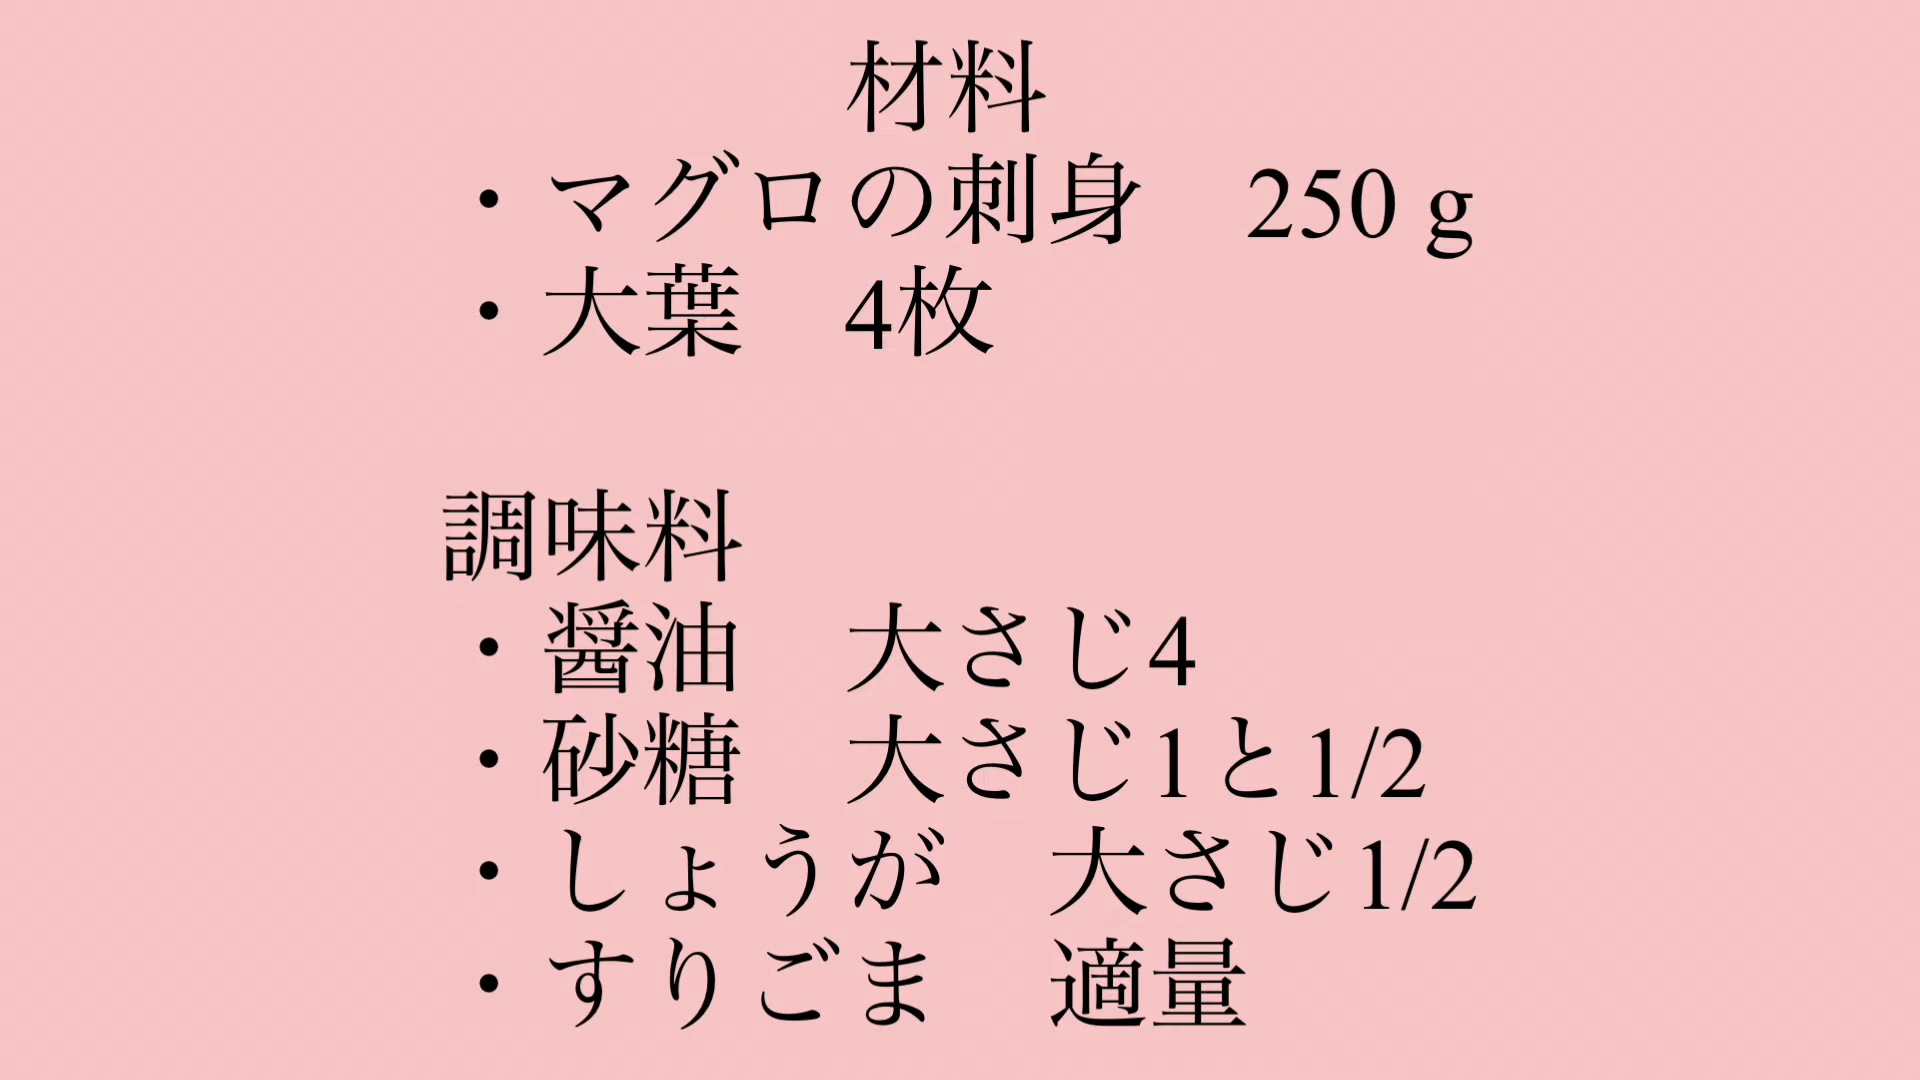 材料
・マグロの刺身　250 g
・大葉　4枚
調味料
・醤油　大さじ4
・砂糖　大さじ1と1/2
・しょうが　大さじ1/2
・すりごま　適量